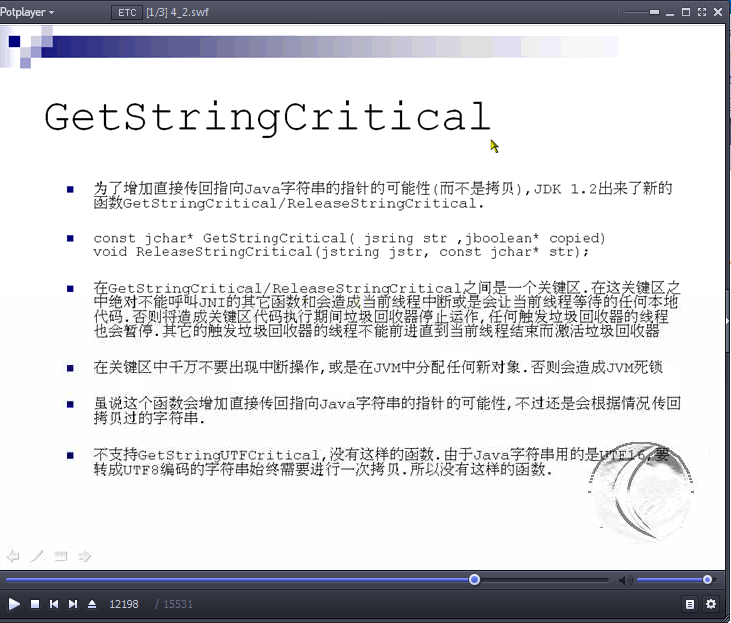 Potplayer
ETC
[1/3] 4_2.swf
GetStringCritical
为了增加直接传回指向Java字符串的指针的可能性(而不是拷贝),JDK 1.2出来了新的
函数GetStringCritical/ReleaseStringCritical.
const jchar* GetStringCritical( jsring str ,jboolean* copied)
void ReleaseStringCritical(jstring jstr, const jchar* str);
在GetStringCritical/ReleaseStringCritical之间是一个关键区.在这关键区之
中绝对不能呼叫JNI的其它函数和会造成当前线程中断或是会让当前线程等待的任何本地
代码.否则将造成关键区代码执行期间垃圾回收器停止运作,任何触发垃圾回收器的线程
也会暂停.其它的触发垃圾回收器的线程不能前进直到当前线程结束而激活垃圾回收器
在关键区中千万不要出现中断操作,或是在JVM中分配任何新对象.否则会造成JVM死锁
虽说这个函数会增加直接传回指向Java字符串的指针的可能性,不过还是会根据情况传回
拷贝过的字符串.
不支持GetStringUTFCritical,没有这样的函数.由于Java字符串用的是UTF16,要
转成UTF8编码的字符串始终需要进行一次拷贝.所以没有这样的函数.
12198 / 15531